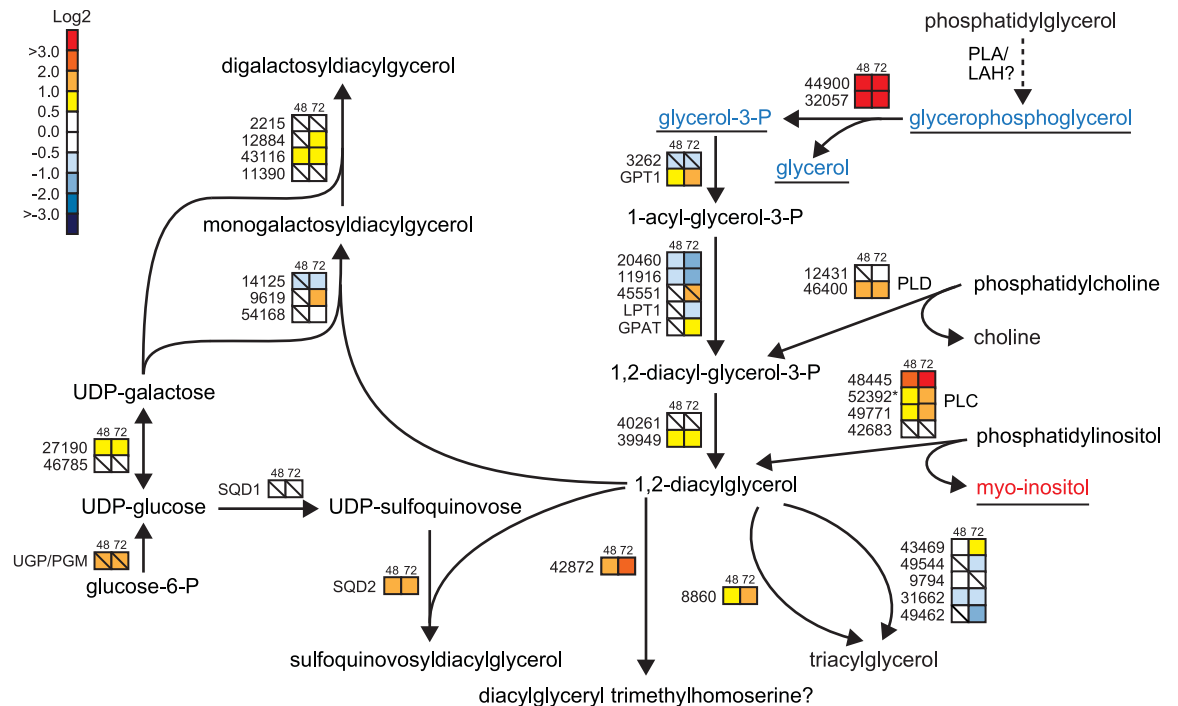 Log2
>3.0
2.0
1.0
0.5
0.0
-0.5
-1.0
-2.0
>-3.0
digalactosyldiacylgycerol
48 72
2215
12884
43116
11390
monogalactosyldiacylgycerol
48 72
14125
9619
54168
UDP-galactose
48 72
27190
46785
UDP-glucose
SQD1
48 72
UDP-sulfoquinovose
48 72
UGP/PGM
glucose-6-P
48 72
SQD2
sulfoquinovosyldiacylglycerol
phosphatidylglycerol
PLA/
LAH?
48 72
44900
32057
glycerol-3-P
glycerophosphoglycerol
glycerol
48 72
3262
GPT1
1-acyl-glycerol-3-P
48 72
20460
11916
45551
LPT1
GPAT
48 72
12431
46400
PLD
phosphatidylcholine
choline
1,2-diacyl-glycerol-3-P
48 72
40261
39949
48 72
48445
52392*
49771
42683
PLC
phosphatidylinositol
myo-inositol
1,2-diacylglycerol
48 72
42872
48 72
8860
48 72
43469
49544
9794
31662
49462
triacylglycerol
diacylglyceryl trimethylhomoserine?